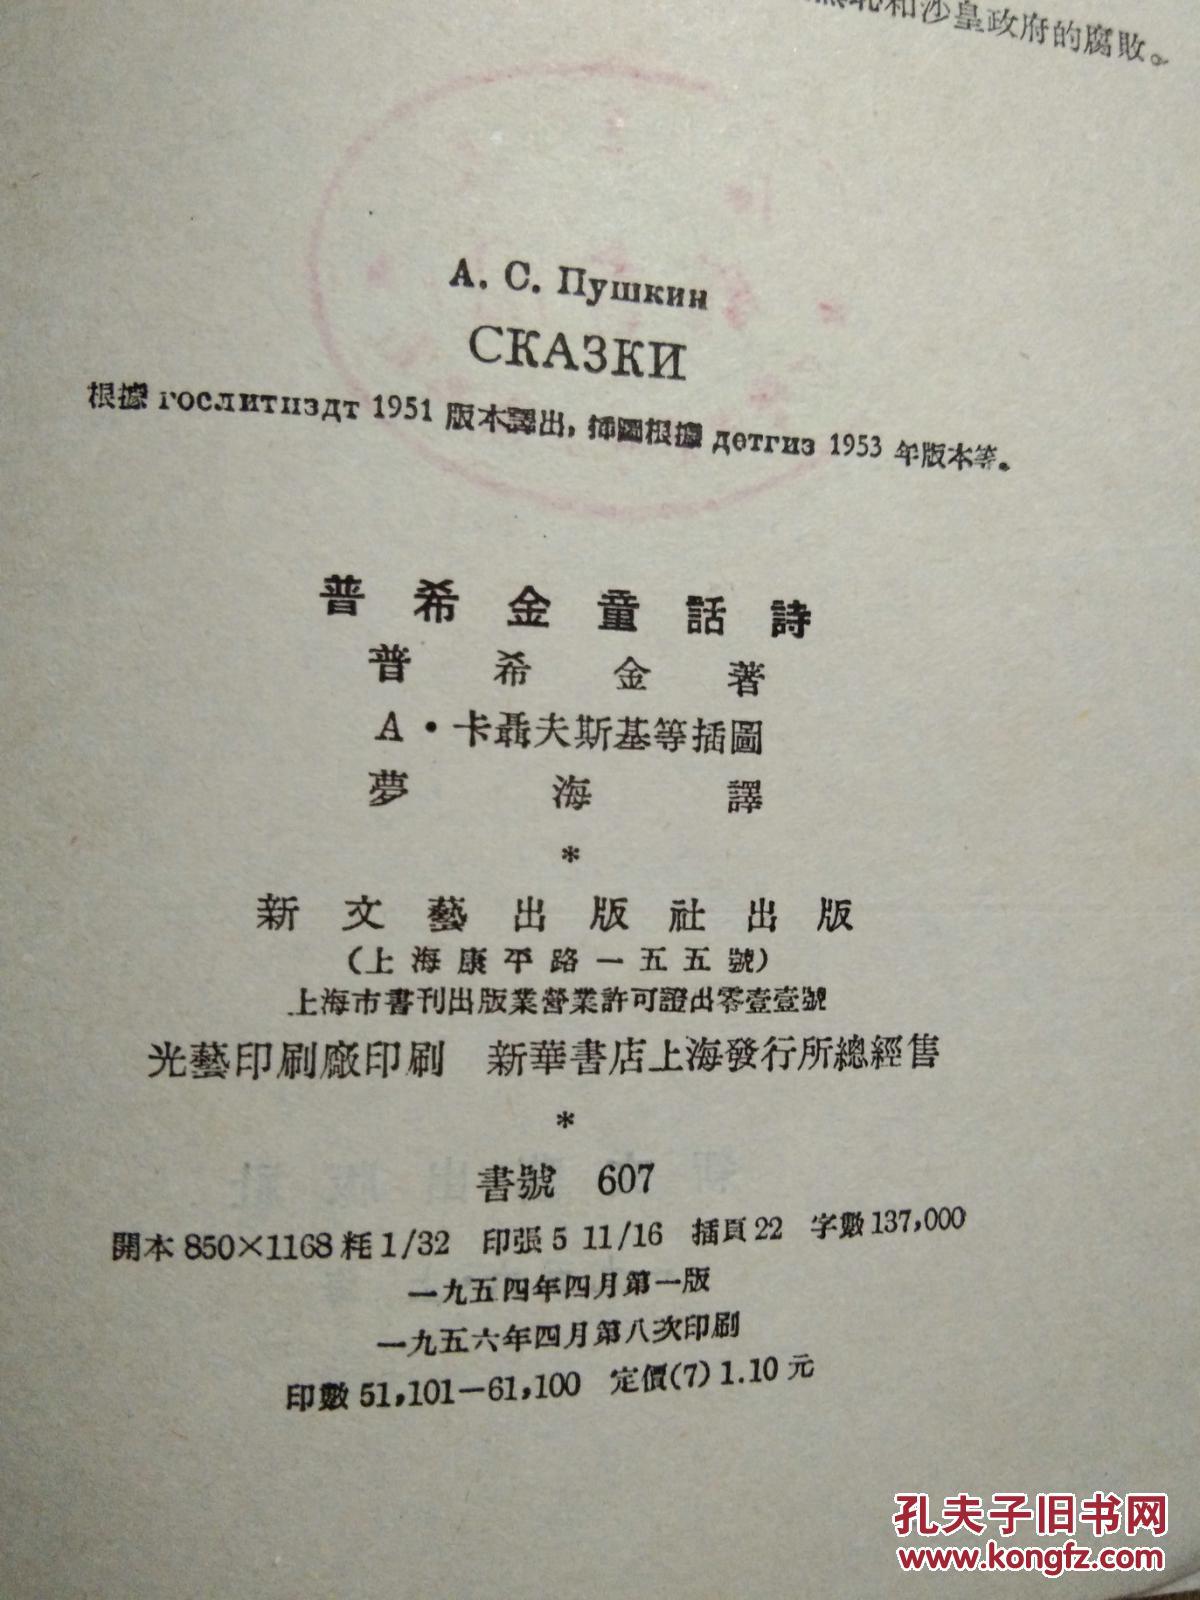 和沙皇政府的腐敗。
А. С. Пушкин
СКАЗКИ
根據 гослитиздт 1951 版本譯出，插圖根據 детгиз 1953 年版本等。
普希金童話詩
普希金著
A·卡聶夫斯基等插圖
夢海譯
*
新文藝出版社出版
(上海康平路一五五號)
上海市書刊出版業營業許可證出零壹壹號
光藝印刷廠印刷 新華書店上海發行所總經售
*
書號 607
開本 850×1168 粍 1/32 印張 5 11/16 插頁 22 字數 137,000
一九五四年四月第一版
一九五六年四月第八次印刷
印數 51,101—61,100 定價(7) 1.10 元
孔夫子旧书网
www.kongfz.com